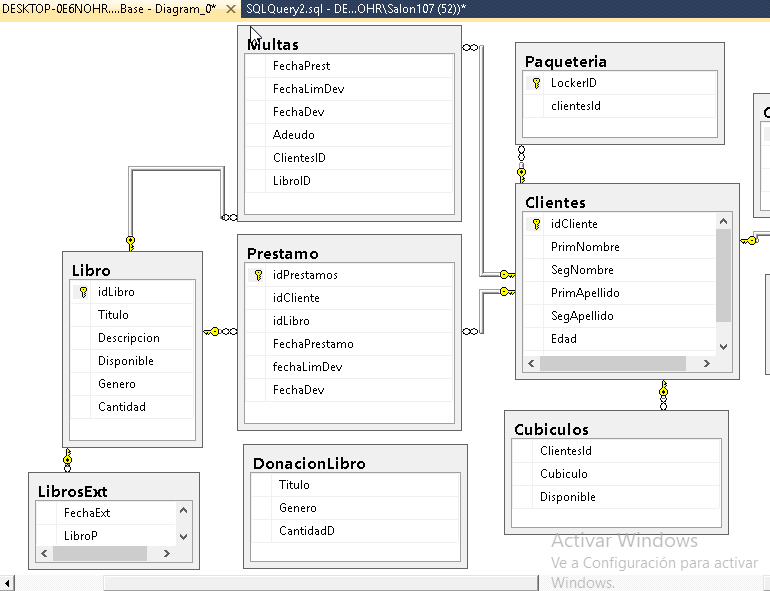 DESKTOP-0E6NOHR....Base - Diagram_0*
SQLQuery2.sql - DE...OHR\Salon107 (52))*
Multas
FechaPrest
FechaLimDev
FechaDev
Adeudo
ClientesID
LibroID
Paqueteria
LockerID
clientesId
Clientes
idCliente
PrimNombre
SegNombre
PrimApellido
SegApellido
Edad
Libro
idLibro
Titulo
Descripcion
Disponible
Genero
Cantidad
Prestamo
idPrestamos
idCliente
idLibro
FechaPrestamo
fechaLimDev
FechaDev
Cubiculos
ClientesId
Cubiculo
Disponible
LibrosExt
FechaExt
LibroP
DonacionLibro
Titulo
Genero
CantidadD
Activar Windows
Ve a Configuración para activar
Windows.